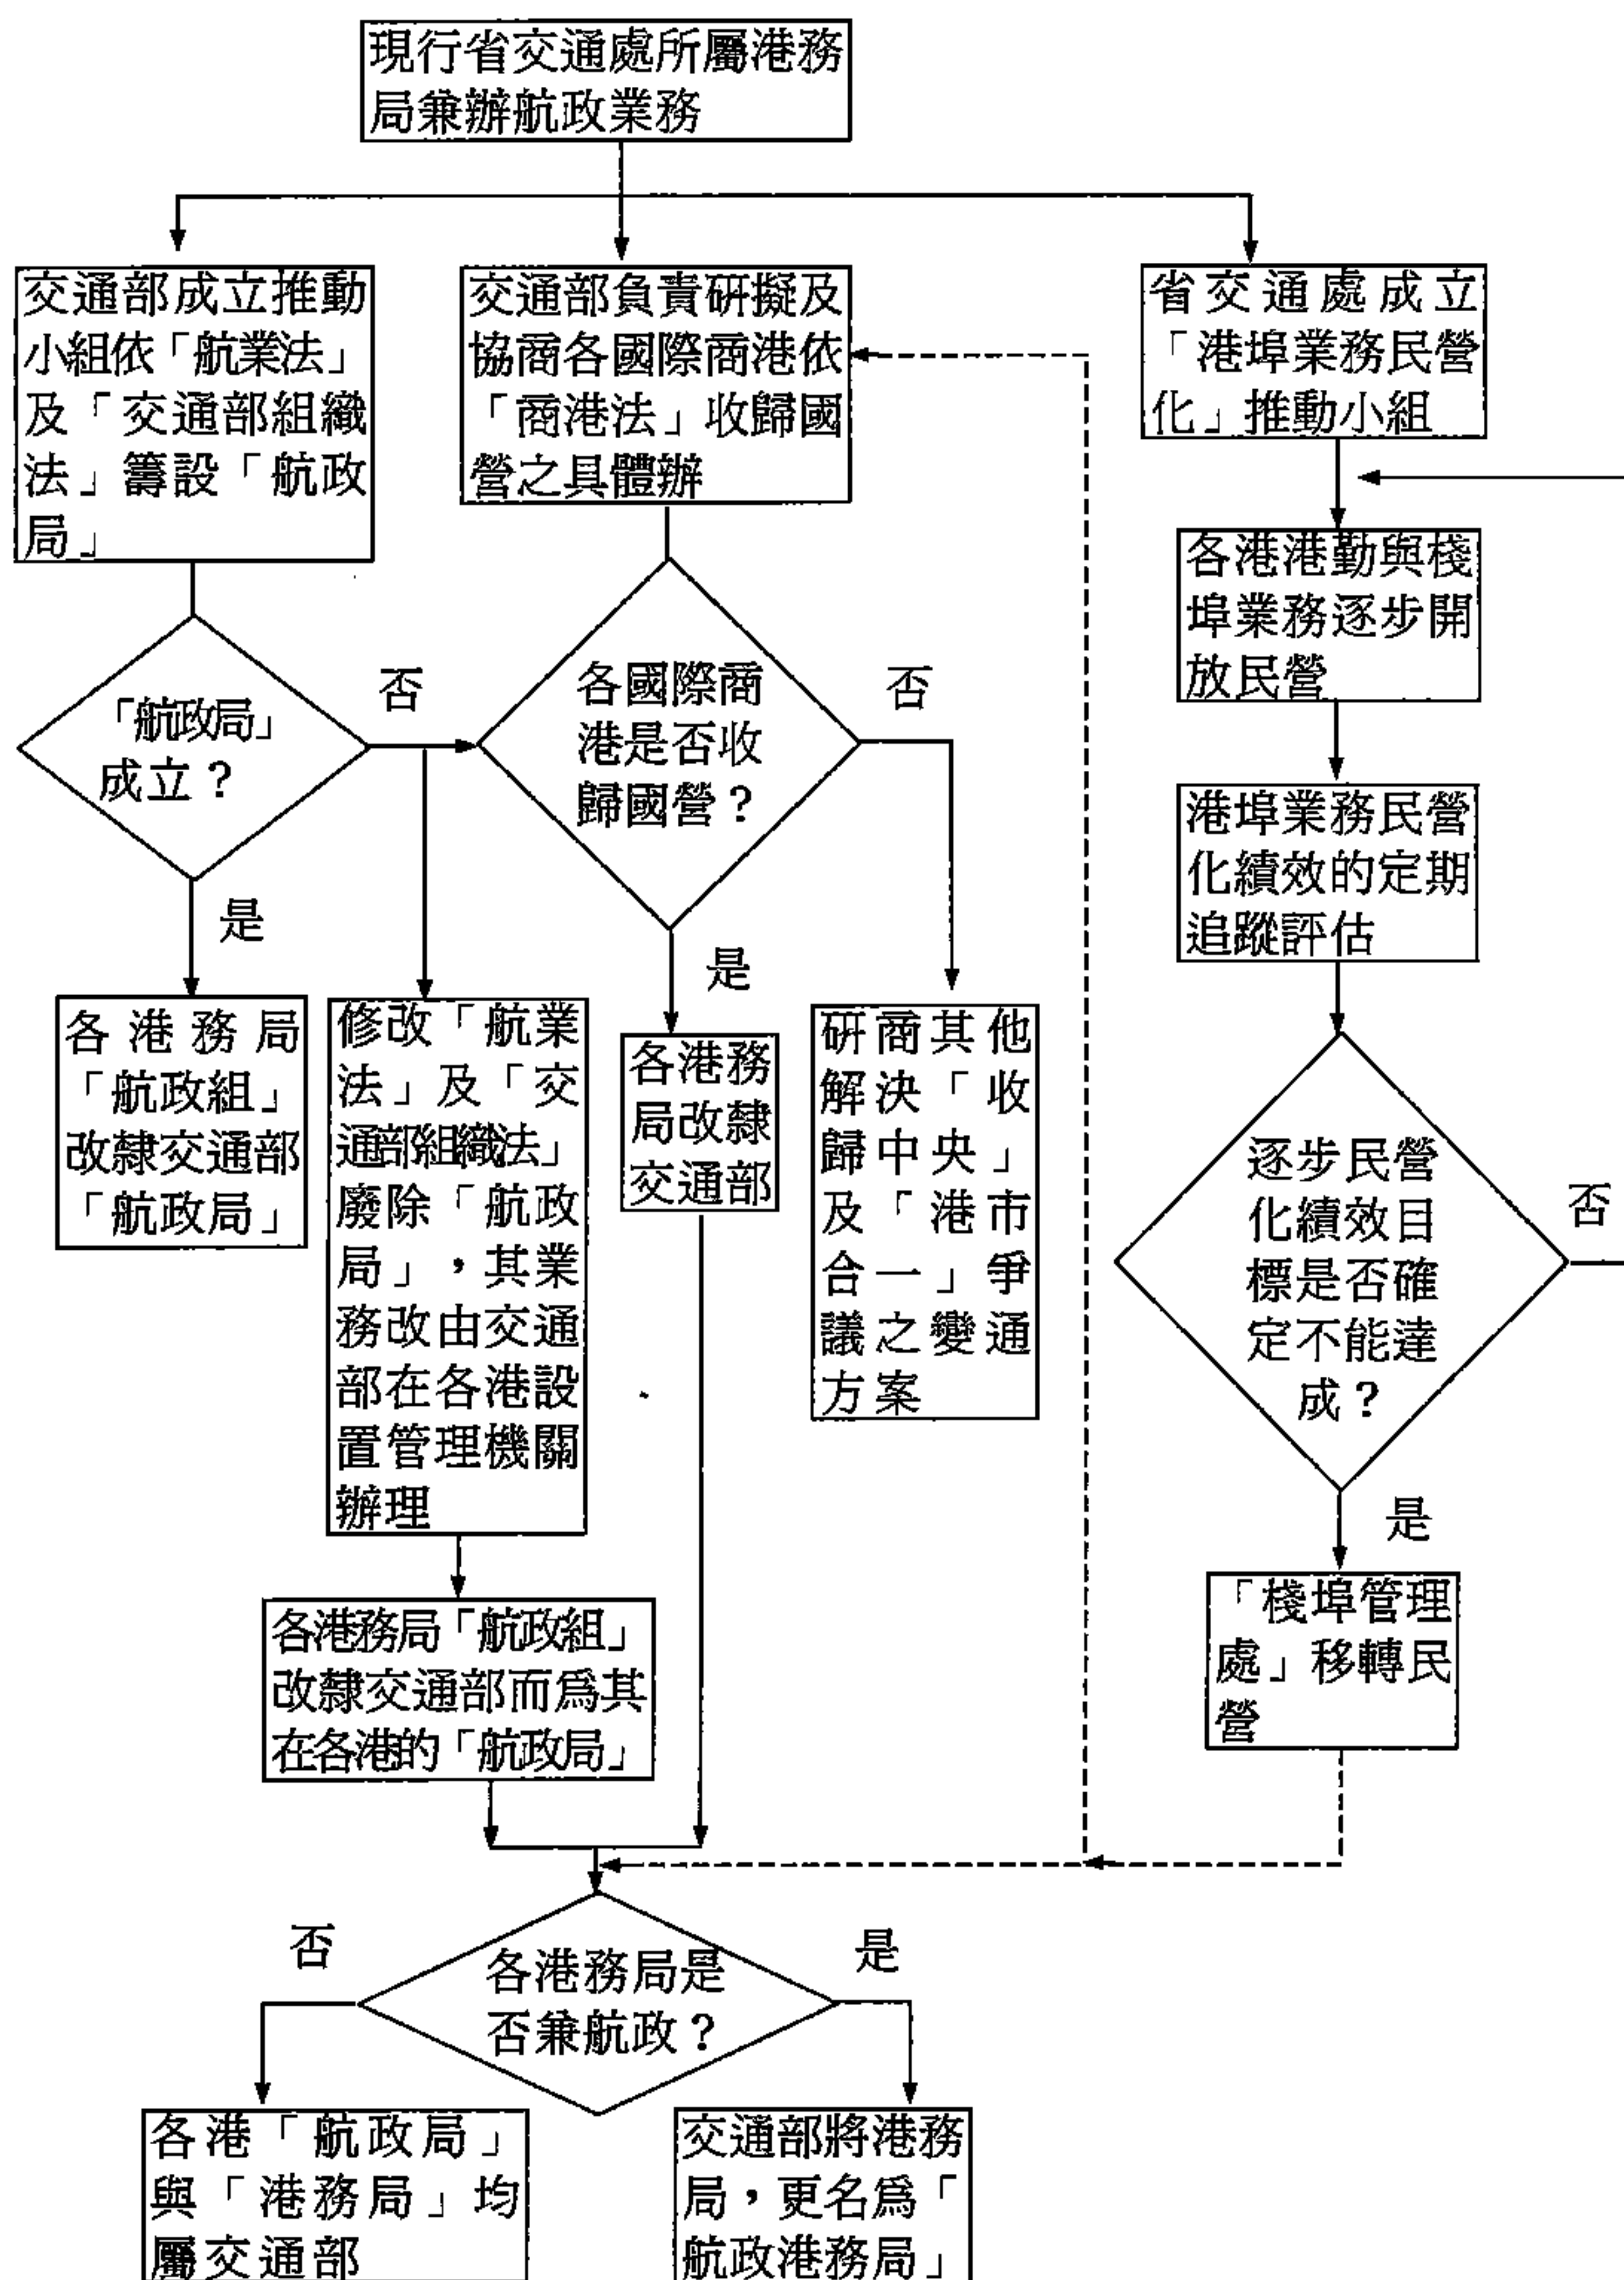 現行省交通處所屬港務
局兼辦航政業務
交通部成立推動
小組依「航業法」
及「交通部組織
法」籌設「航政
局」
交通部負責研擬及
協商各國際商港依
「商港法」收歸國
營之具體辦
省交通處成立
「港埠業務民營
化」推動小組
各港港勤與棧
埠業務逐步開
放民營
「航政局」
成立？
否
是
各國際商
港是否收
歸國營？
否
是
港埠業務民營
化績效的定期
追蹤評估
各港務局
「航政組」
改隸交通部
「航政局」
修改「航業
法」及「交
通部組織法」
廢除「航政
局」，其業
務改由交通
部在各港設
置管理機關
辦理
各港務
局改隸
交通部
研商其他
解決「收
歸中央」
及「港市
合一」爭
議之變通
方案
逐步民營
化績效目
標是否確
定不能達
成？
否
是
「棧埠管理
處」移轉民
營
各港務局「航政組」
改隸交通部而爲其
在各港的「航政局」
各港務局是
否兼航政？
否
是
各港「航政局」
與「港務局」均
屬交通部
交通部將港務
局，更名爲「
航政港務局」